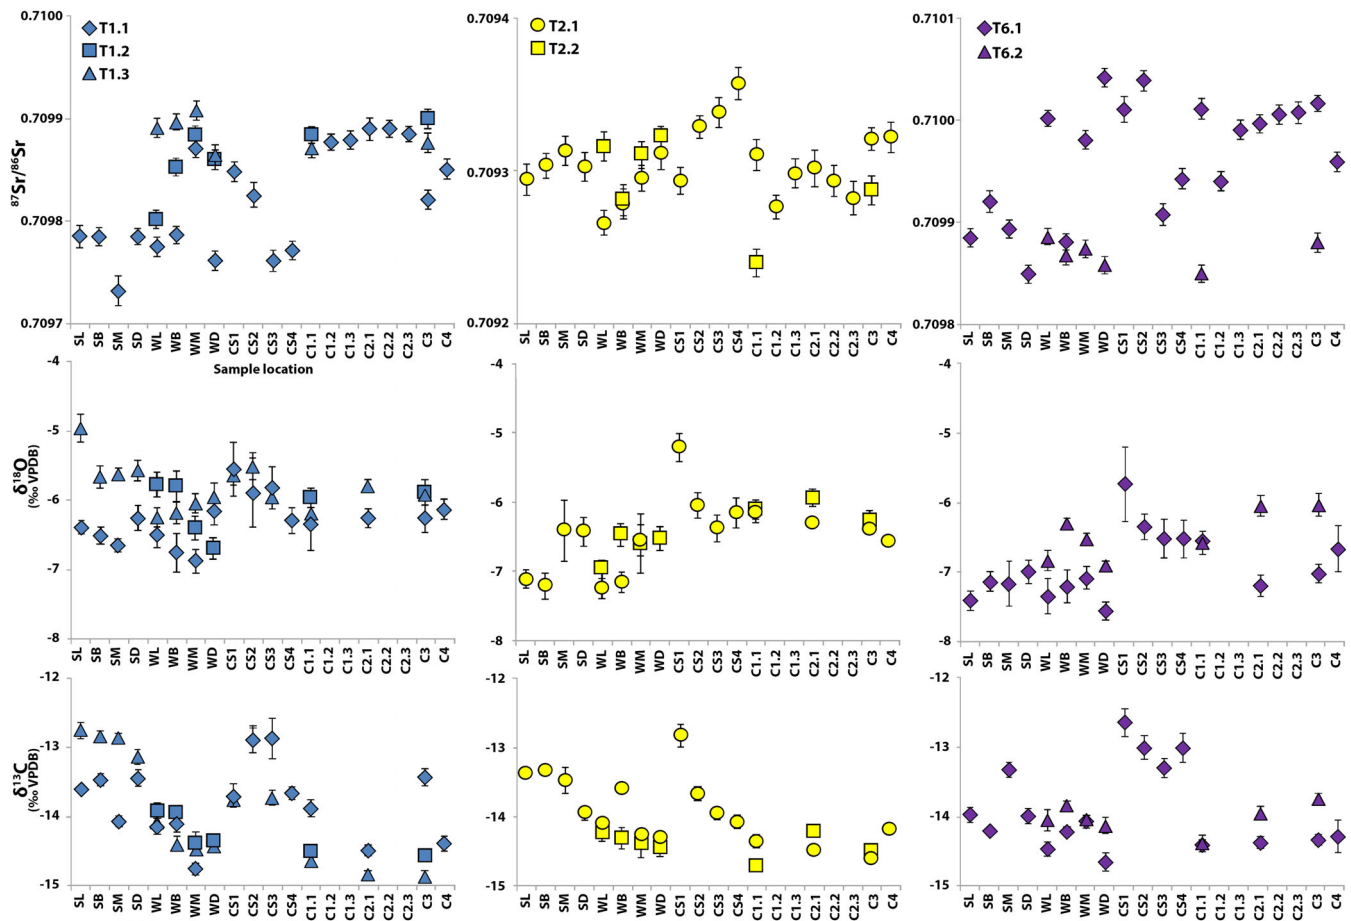 0.7100
0.7099
0.7098
0.7097
⁸⁷Sr/⁸⁶Sr
T1.1
T1.2
T1.3
SL SB SM SD WL WB WM WD CS1 CS2 CS3 CS4 C1.1 C1.2 C1.3 C2.1 C2.2 C2.3 C3 C4
Sample location
0.7094
0.7093
0.7092
T2.1
T2.2
SL SB SM SD WL WB WM WD CS1 CS2 CS3 CS4 C1.1 C1.2 C1.3 C2.1 C2.2 C2.3 C3 C4
0.7101
0.7100
0.7099
0.7098
T6.1
T6.2
SL SB SM SD WL WB WM WD CS1 CS2 CS3 CS4 C1.1 C1.2 C1.3 C2.1 C2.2 C2.3 C3 C4
-4
-5
-6
-7
-8
δ¹⁸O
(‰ VPDB)
SL SB SM SD WL WB WM WD CS1 CS2 CS3 CS4 C1.1 C1.2 C1.3 C2.1 C2.2 C2.3 C3 C4
-4
-5
-6
-7
-8
SL SB SM SD WL WB WM WD CS1 CS2 CS3 CS4 C1.1 C1.2 C1.3 C2.1 C2.2 C2.3 C3 C4
-4
-5
-6
-7
-8
SL SB SM SD WL WB WM WD CS1 CS2 CS3 CS4 C1.1 C1.2 C1.3 C2.1 C2.2 C2.3 C3 C4
-12
-13
-14
-15
δ¹³C
(‰ VPDB)
SL SB SM SD WL WB WM WD CS1 CS2 CS3 CS4 C1.1 C1.2 C1.3 C2.1 C2.2 C2.3 C3 C4
-12
-13
-14
-15
SL SB SM SD WL WB WM WD CS1 CS2 CS3 CS4 C1.1 C1.2 C1.3 C2.1 C2.2 C2.3 C3 C4
-12
-13
-14
-15
SL SB SM SD WL WB WM WD CS1 CS2 CS3 CS4 C1.1 C1.2 C1.3 C2.1 C2.2 C2.3 C3 C4